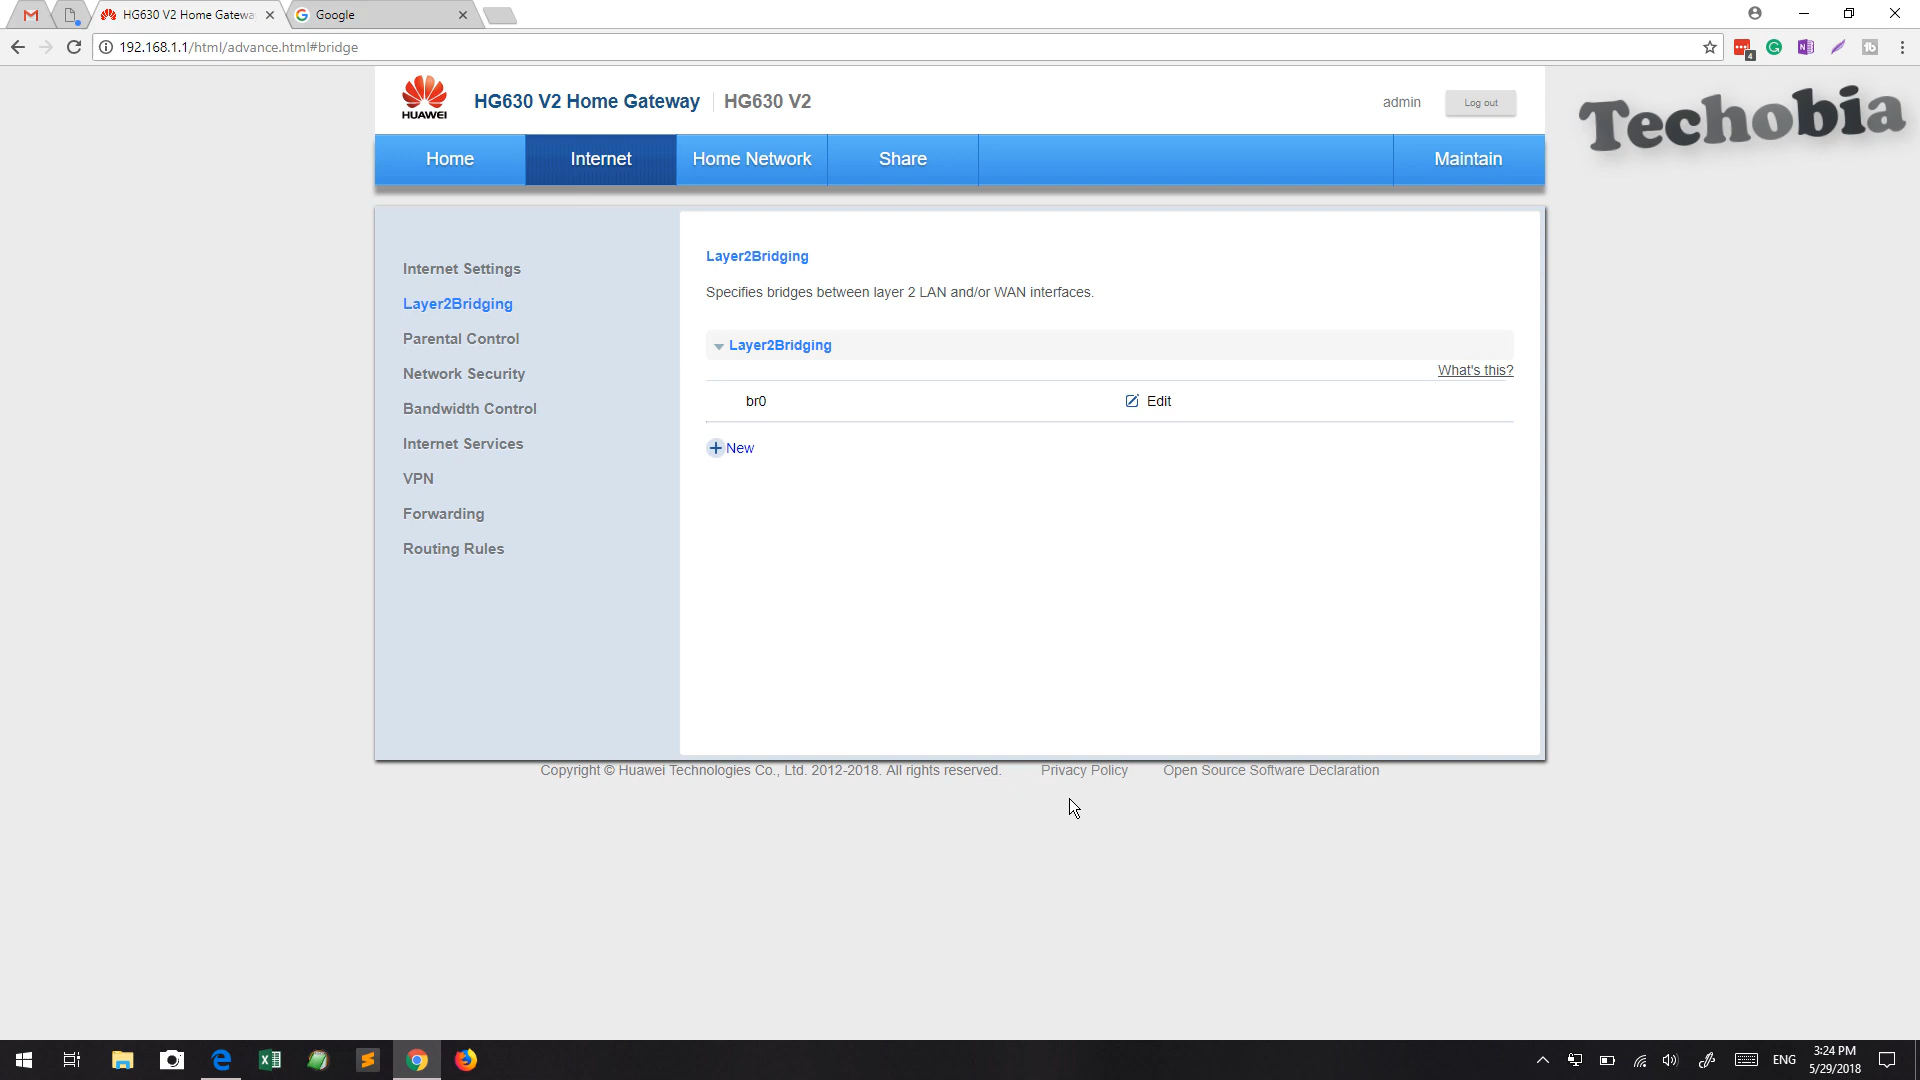 HG630 V2 Home Gateway
Google
192.168.1.1/html/advance.html#bridge
4
HUAWEI
HG630 V2 Home Gateway
HG630 V2
admin
Log out
Techobia
Home
Internet
Home Network
Share
Maintain
Internet Settings
Layer2Bridging
Parental Control
Network Security
Bandwidth Control
Internet Services
VPN
Forwarding
Routing Rules
Layer2Bridging
Specifies bridges between layer 2 LAN and/or WAN interfaces.
Layer2Bridging
What's this?
br0
Edit
New
Copyright © Huawei Technologies Co., Ltd. 2012-2018. All rights reserved.
Privacy Policy
Open Source Software Declaration
ENG
3:24 PM
5/29/2018